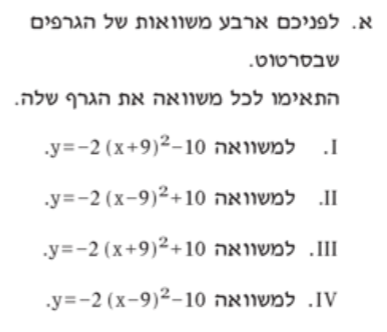 א. לפניכם ארבע משוואות של הגרפים
שבסרטוט.
התאימו לכל משוואה את הגרף שלה.
I. למשוואה y=−2 (x+9)²−10.
II. למשוואה y=−2 (x−9)²+10.
III. למשוואה y=−2 (x+9)²+10.
IV. למשוואה y=−2 (x−9)²−10.